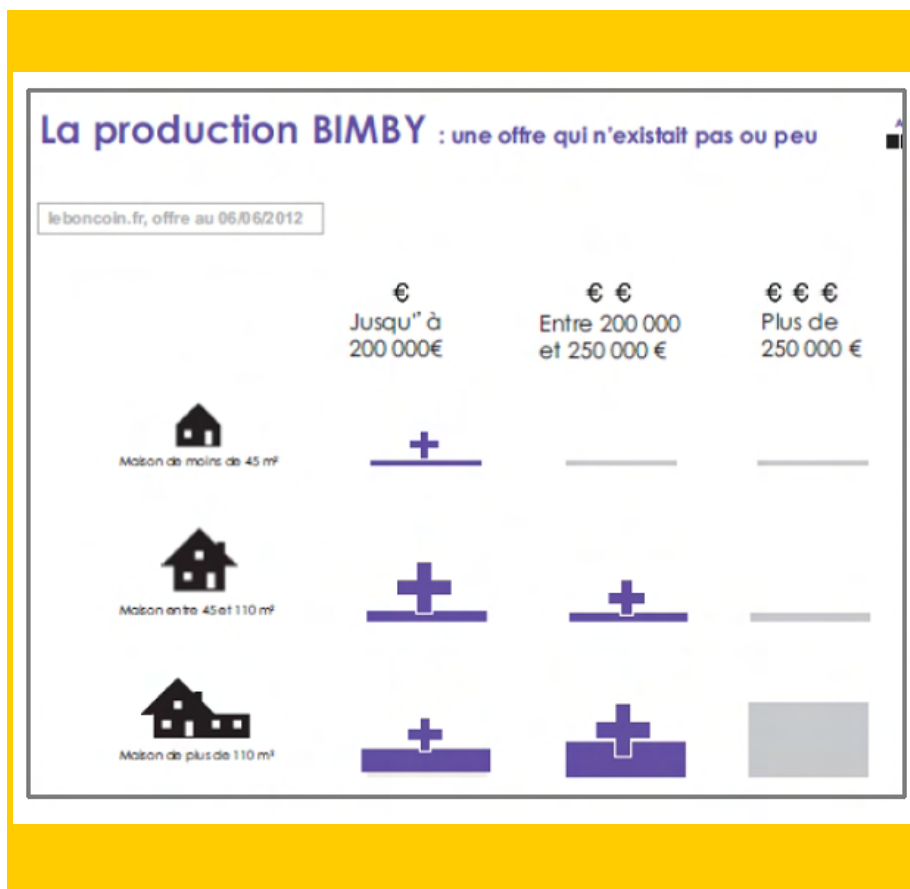 La production BIMBY : une offre qui n'existait pas ou peu
leboncoin.fr, offre au 06/06/2012
€
€ €
€ € €
Jusqu'" à
200 000€
Entre 200 000
et 250 000 €
Plus de
250 000 €
Maison de moins de 45 m²
Maison entre 45 et 110 m²
Maison de plus de 110 m²